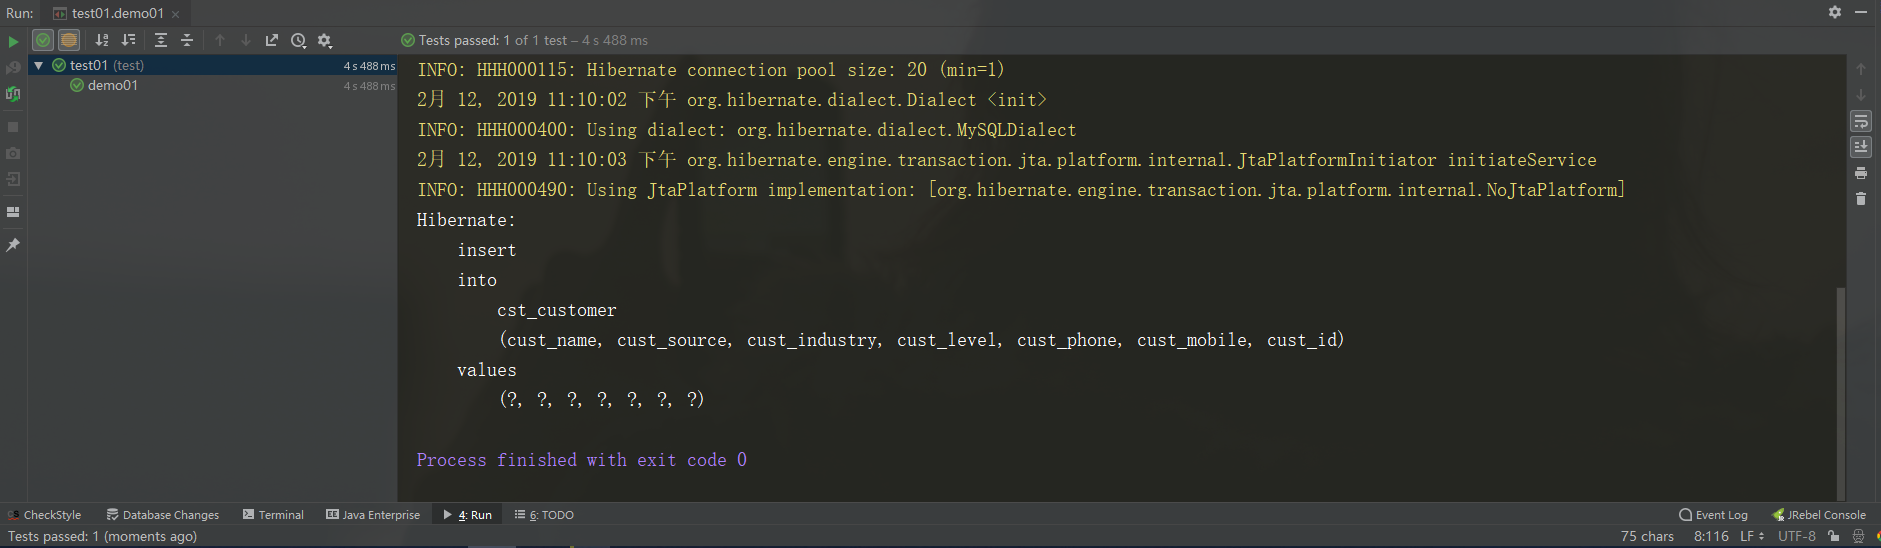 Run: test01.demo01
Tests passed: 1 of 1 test – 4 s 488 ms
test01 (test) 4 s 488 ms
demo01 4 s 488 ms
INFO: HHH000115: Hibernate connection pool size: 20 (min=1)
2月 12, 2019 11:10:02 下午 org.hibernate.dialect.Dialect <init>
INFO: HHH000400: Using dialect: org.hibernate.dialect.MySQLDialect
2月 12, 2019 11:10:03 下午 org.hibernate.engine.transaction.jta.platform.internal.JtaPlatformInitiator initiateService
INFO: HHH000490: Using JtaPlatform implementation: [org.hibernate.engine.transaction.jta.platform.internal.NoJtaPlatform]
Hibernate:
insert
into
cst_customer
(cust_name, cust_source, cust_industry, cust_level, cust_phone, cust_mobile, cust_id)
values
(?, ?, ?, ?, ?, ?, ?)
Process finished with exit code 0
CheckStyle Database Changes Terminal Java Enterprise 4: Run 6: TODO Event Log JRebel Console
Tests passed: 1 (moments ago) 75 chars 8:116 LF UTF-8